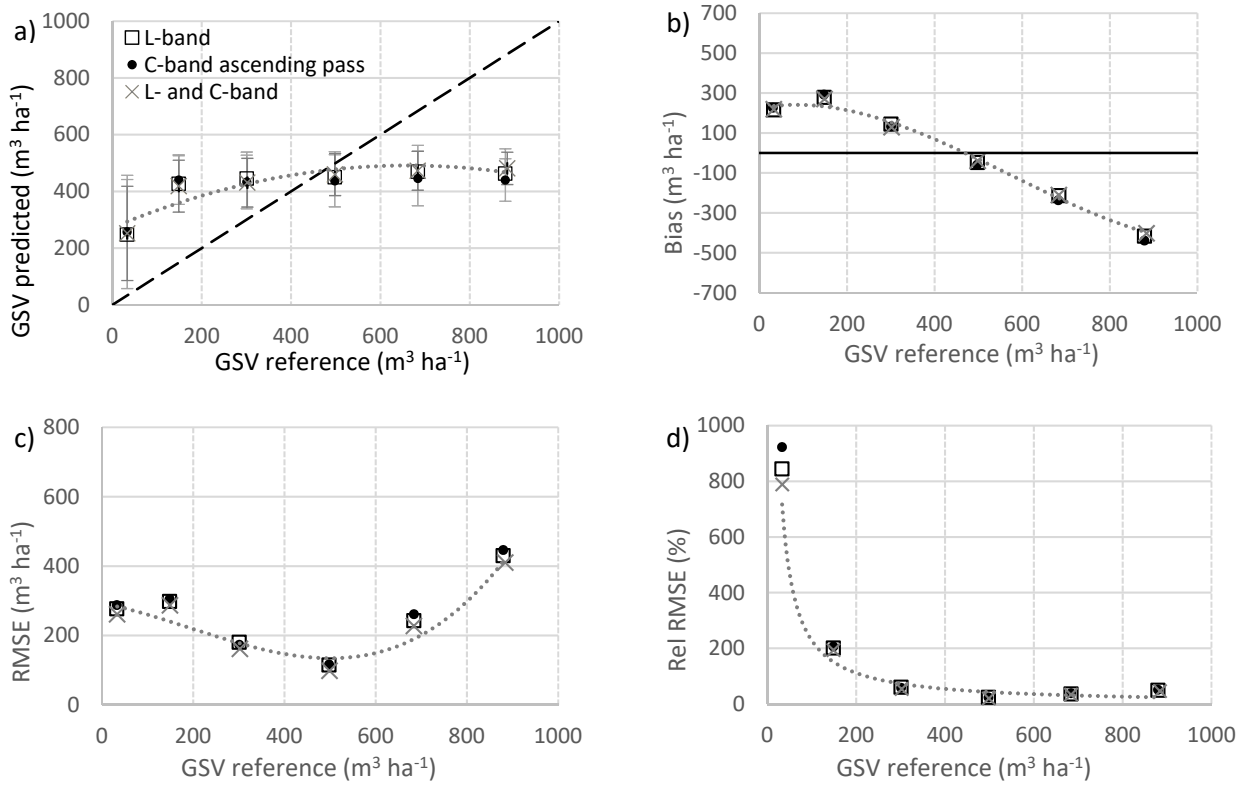 a)
GSV predicted (m³ ha⁻¹)
1000
800
600
400
200
0
L-band
C-band ascending pass
L- and C-band
0 200 400 600 800 1000
GSV reference (m³ ha⁻¹)
b)
Bias (m³ ha⁻¹)
700
500
300
100
-100
-300
-500
-700
0 200 400 600 800 1000
GSV reference (m³ ha⁻¹)
c)
RMSE (m³ ha⁻¹)
800
600
400
200
0
0 200 400 600 800 1000
GSV reference (m³ ha⁻¹)
d)
Rel RMSE (%)
1000
800
600
400
200
0
0 200 400 600 800 1000
GSV reference (m³ ha⁻¹)